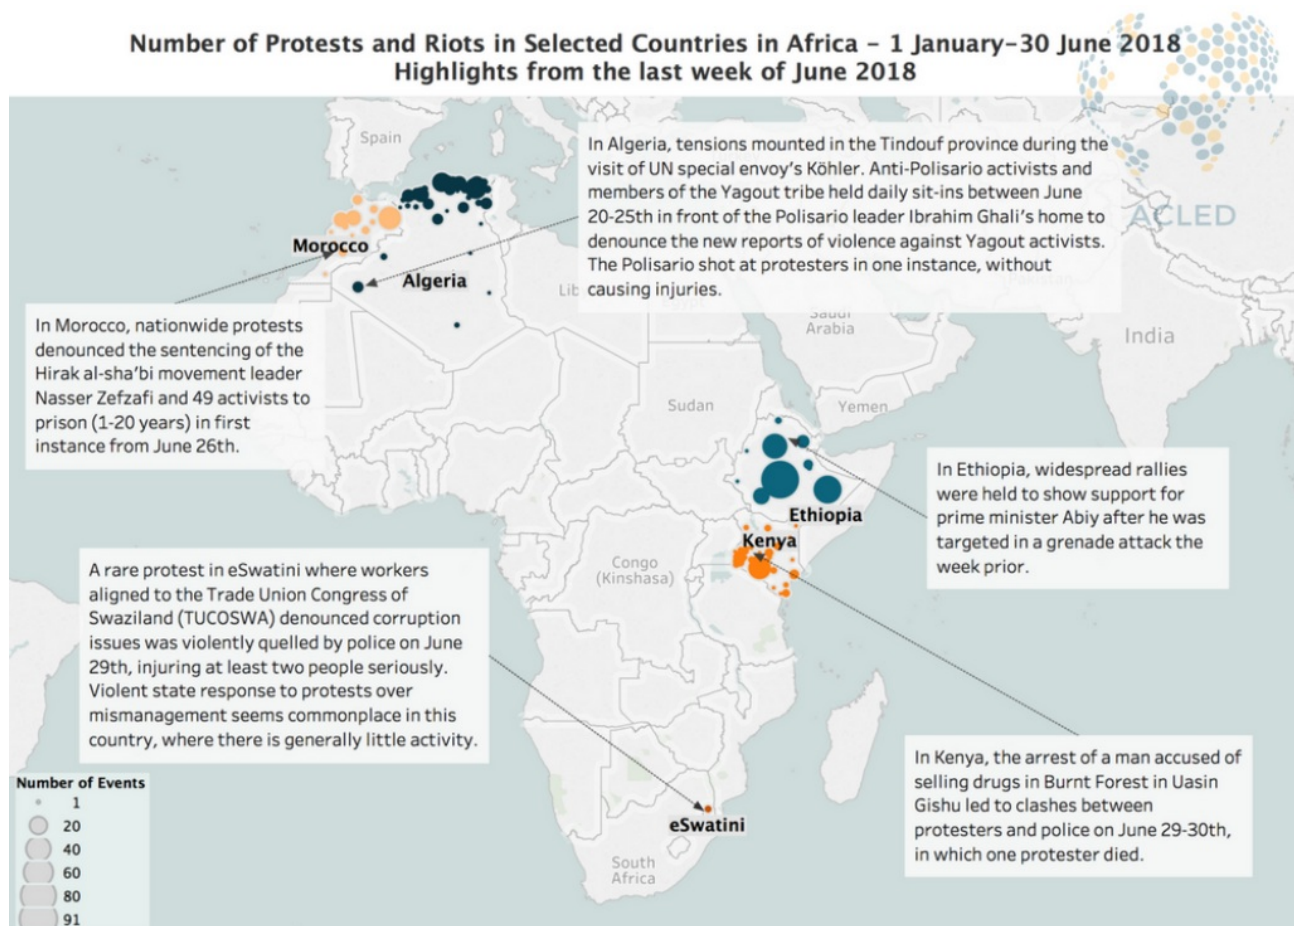 Number of Protests and Riots in Selected Countries in Africa – 1 January–30 June 2018
Highlights from the last week of June 2018
ACLED
Spain
In Algeria, tensions mounted in the Tindouf province during the
visit of UN special envoy's Köhler. Anti-Polisario activists and
members of the Yagout tribe held daily sit-ins between June
20-25th in front of the Polisario leader Ibrahim Ghali's home to
denounce the new reports of violence against Yagout activists.
The Polisario shot at protesters in one instance, without
causing injuries.
Morocco
Algeria
Lib
Saudi
Arabia
India
In Morocco, nationwide protests
denounced the sentencing of the
Hirak al-sha'bi movement leader
Nasser Zefzafi and 49 activists to
prison (1-20 years) in first
instance from June 26th.
Sudan
Yemen
In Ethiopia, widespread rallies
were held to show support for
prime minister Abiy after he was
targeted in a grenade attack the
week prior.
Ethiopia
Kenya
Congo
(Kinshasa)
A rare protest in eSwatini where workers
aligned to the Trade Union Congress of
Swaziland (TUCOSWA) denounced corruption
issues was violently quelled by police on June
29th, injuring at least two people seriously.
Violent state response to protests over
mismanagement seems commonplace in this
country, where there is generally little activity.
In Kenya, the arrest of a man accused of
selling drugs in Burnt Forest in Uasin
Gishu led to clashes between
protesters and police on June 29-30th,
in which one protester died.
eSwatini
South
Africa
Number of Events
1
20
40
60
80
91